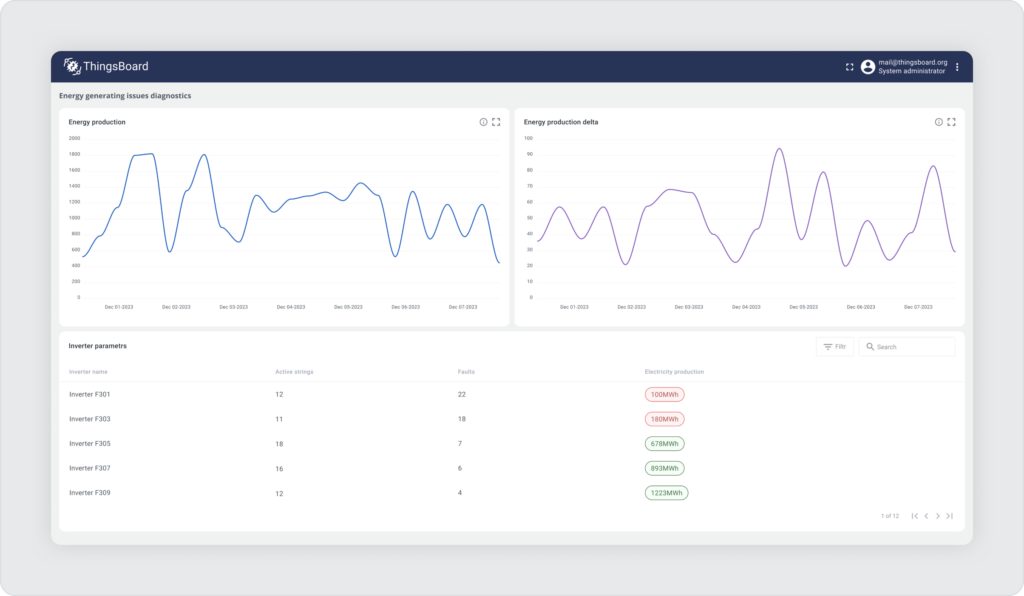 ThingsBoard
mail@thingsboard.org
System administrator
Energy generating issues diagnostics
Energy production
2000
1800
1600
1400
1200
1000
800
600
400
200
0
Dec 01-2023 Dec 02-2023 Dec 03-2023 Dec 04-2023 Dec 05-2023 Dec 06-2023 Dec 07-2023
Energy production delta
100
90
80
70
60
50
40
30
20
10
0
Dec 01-2023 Dec 02-2023 Dec 03-2023 Dec 04-2023 Dec 05-2023 Dec 06-2023 Dec 07-2023
Inverter parametrs
Filtr
Search
Inverter name Active strings Faults Electricity production
Inverter F301 12 22 100MWh
Inverter F303 11 18 180MWh
Inverter F305 18 7 678MWh
Inverter F307 16 6 893MWh
Inverter F309 12 4 1223MWh
1 of 12